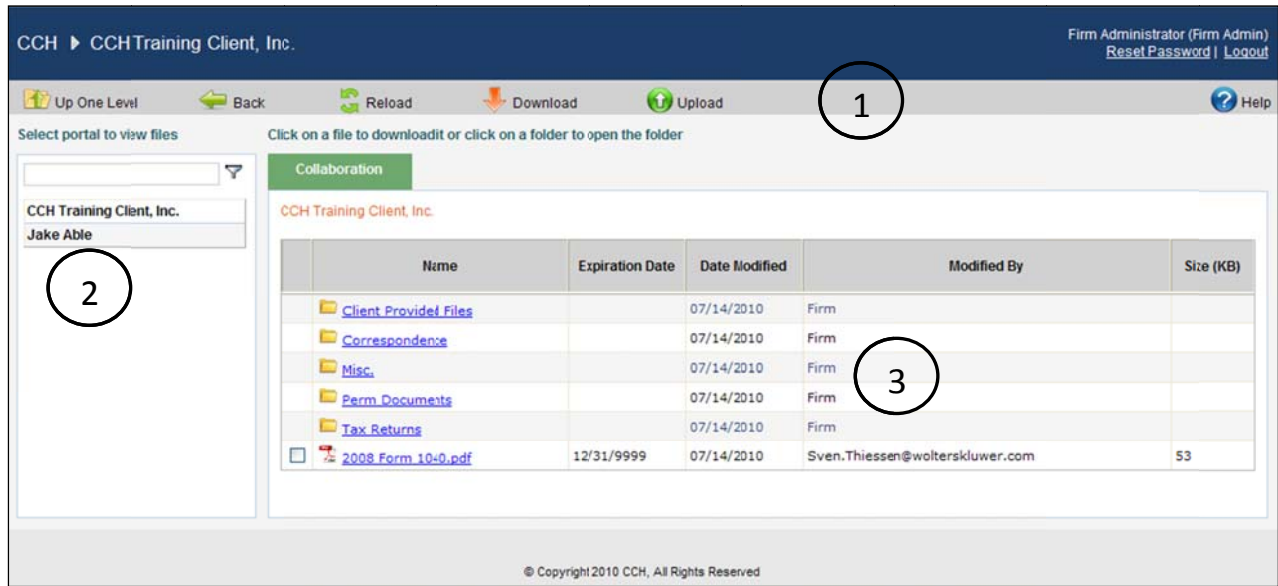 CCH ▶ CCHTraining Client, Inc.
Firm Administrator (Firm Admin)
Reset Password | Logout
Up One Level Back Reload Download Upload 1 Help
Select portal to view files
Click on a file to downloadit or click on a folder to open the folder
Collaboration
CCH Training Client, Inc.
Jake Able
2
CCH Training Client, Inc.
Name Expiration Date Date Modified Modified By Size (KB)
Client Provided Files 07/14/2010 Firm
Correspondence 07/14/2010 Firm
Misc. 07/14/2010 Firm
3
Perm Documents 07/14/2010 Firm
Tax Returns 07/14/2010 Firm
2008 Form 1040.pdf 12/31/9999 07/14/2010 Sven.Thiessen@wolterskluwer.com 53
© Copyright 2010 CCH, All Rights Reserved